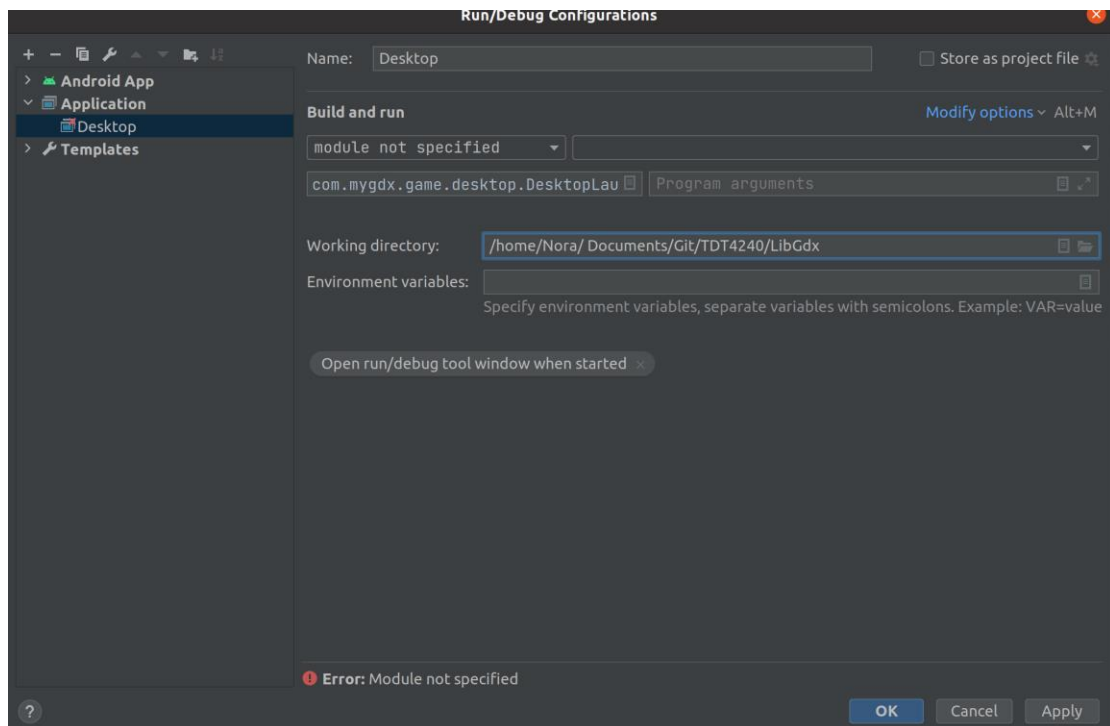 Run/Debug Configurations
Name: Desktop
Store as project file
Android App
Application
Desktop
Templates
Build and run
Modify options Alt+M
module not specified
com.mygdx.game.desktop.DesktopLau
Program arguments
Working directory: /home/Nora/ Documents/Git/TDT4240/LibGdx
Environment variables:
Specify environment variables, separate variables with semicolons. Example: VAR=value
Open run/debug tool window when started ×
Error: Module not specified
?
OK Cancel Apply